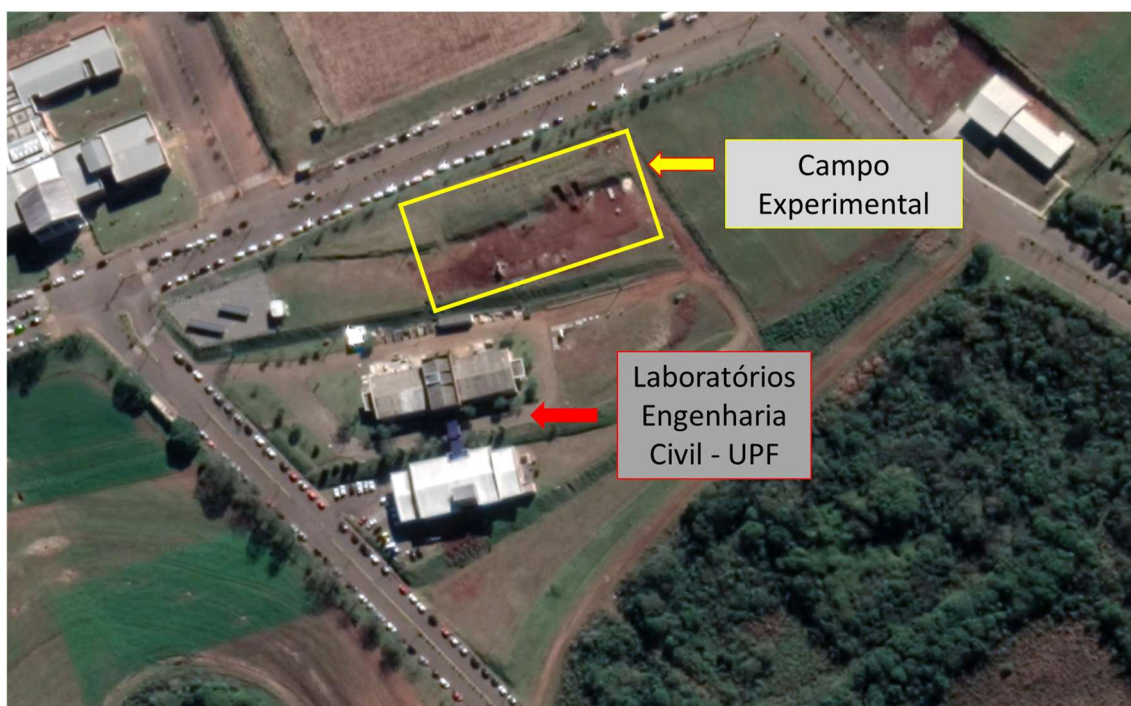 Campo
Experimental
Laboratórios
Engenharia
Civil - UPF